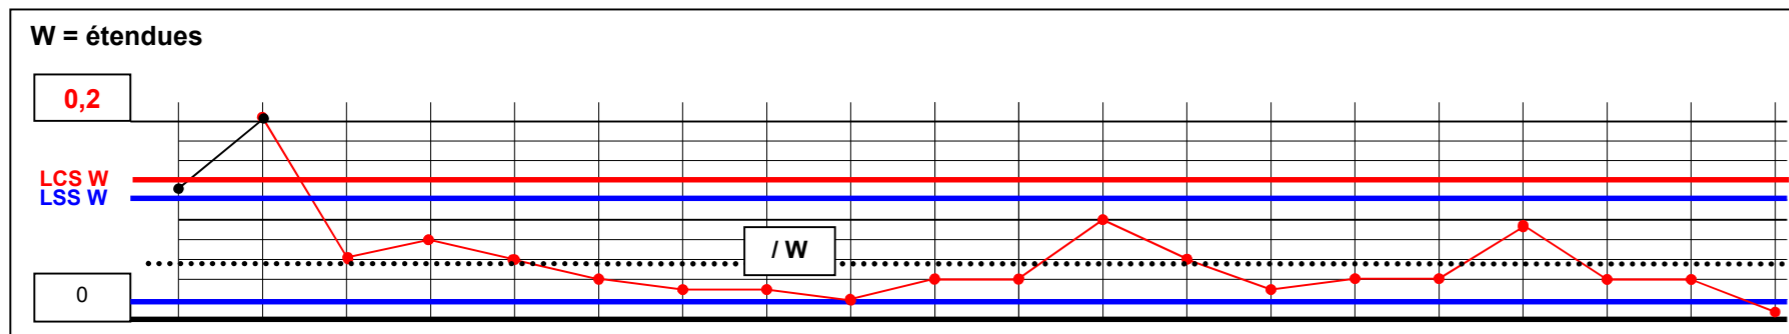 W = étendues
0,2
LCS W
LSS W
/ W
0